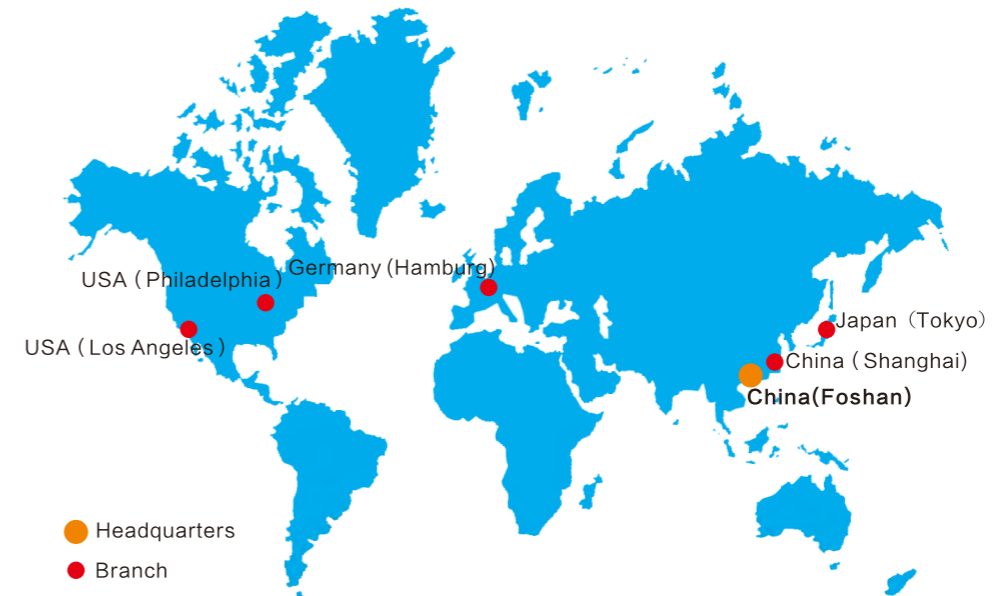 Germany (Hamburg)
USA ( Philadelphia )
Japan （Tokyo）
USA ( Los Angeles )
China ( Shanghai)
China(Foshan)
Headquarters
Branch